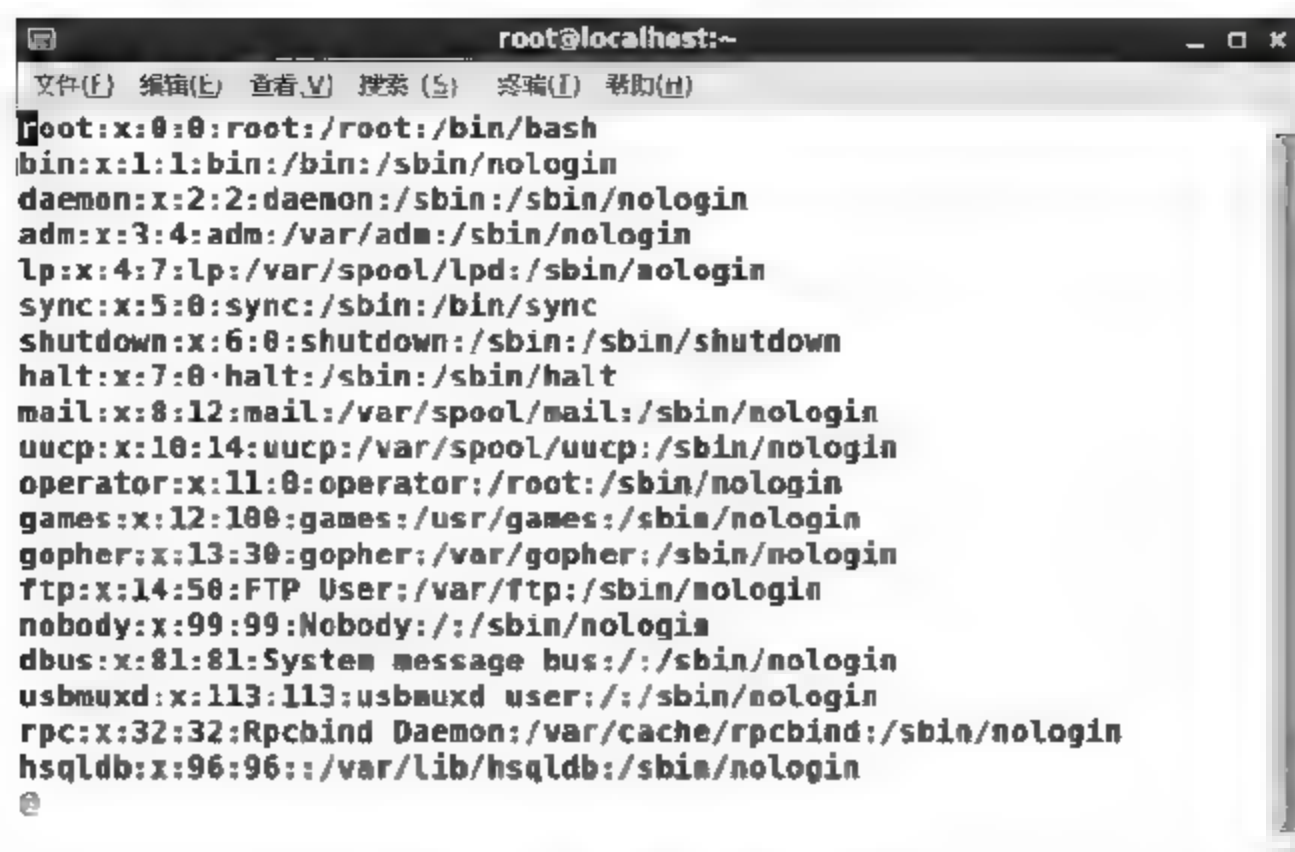 root@localhost:~
文件(F) 编辑(E) 查看(V) 搜索 (S) 终端(T) 帮助(H)
root:x:0:0:root:/root:/bin/bash
bin:x:1:1:bin:/bin:/sbin/nologin
daemon:x:2:2:daemon:/sbin:/sbin/nologin
adm:x:3:4:adm:/var/adm:/sbin/nologin
lp:x:4:7:lp:/var/spool/lpd:/sbin/nologin
sync:x:5:0:sync:/sbin:/bin/sync
shutdown:x:6:0:shutdown:/sbin:/sbin/shutdown
halt:x:7:0:halt:/sbin:/sbin/halt
mail:x:8:12:mail:/var/spool/mail:/sbin/nologin
uucp:x:10:14:uucp:/var/spool/uucp:/sbin/nologin
operator:x:11:0:operator:/root:/sbin/nologin
games:x:12:100:games:/usr/games:/sbin/nologin
gopher:x:13:30:gopher:/var/gopher:/sbin/nologin
ftp:x:14:50:FTP User:/var/ftp:/sbin/nologin
nobody:x:99:99:Nobody:/:/sbin/nologin
dbus:x:81:81:System message bus:/:/sbin/nologin
usbmuxd:x:113:113:usbmuxd user:/:/sbin/nologin
rpc:x:32:32:Rpcbind Daemon:/var/cache/rpcbind:/sbin/nologin
hsqldb:x:96:96::/var/lib/hsqldb:/sbin/nologin
@